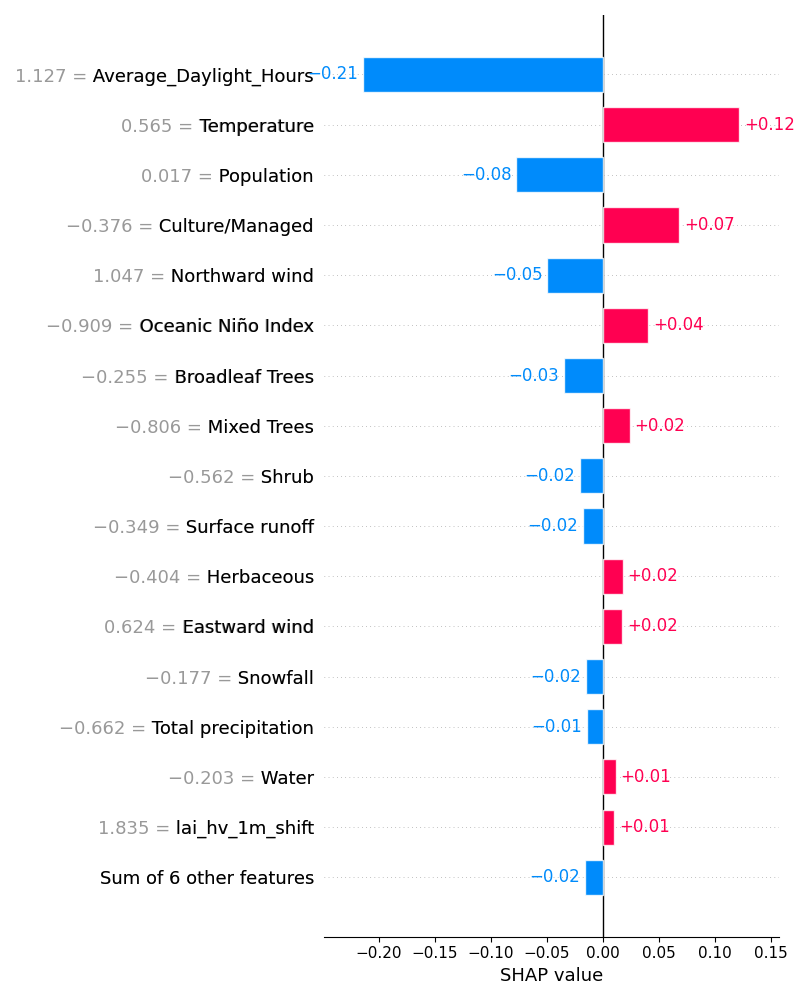 1.127 = Average_Daylight_Hours −0.21
0.565 = Temperature +0.12
0.017 = Population −0.08
−0.376 = Culture/Managed +0.07
1.047 = Northward wind −0.05
−0.909 = Oceanic Niño Index +0.04
−0.255 = Broadleaf Trees −0.03
−0.806 = Mixed Trees +0.02
−0.562 = Shrub −0.02
−0.349 = Surface runoff −0.02
−0.404 = Herbaceous +0.02
0.624 = Eastward wind +0.02
−0.177 = Snowfall −0.02
−0.662 = Total precipitation −0.01
−0.203 = Water +0.01
1.835 = lai_hv_1m_shift +0.01
Sum of 6 other features −0.02
−0.20 −0.15 −0.10 −0.05 0.00 0.05 0.10 0.15
SHAP value